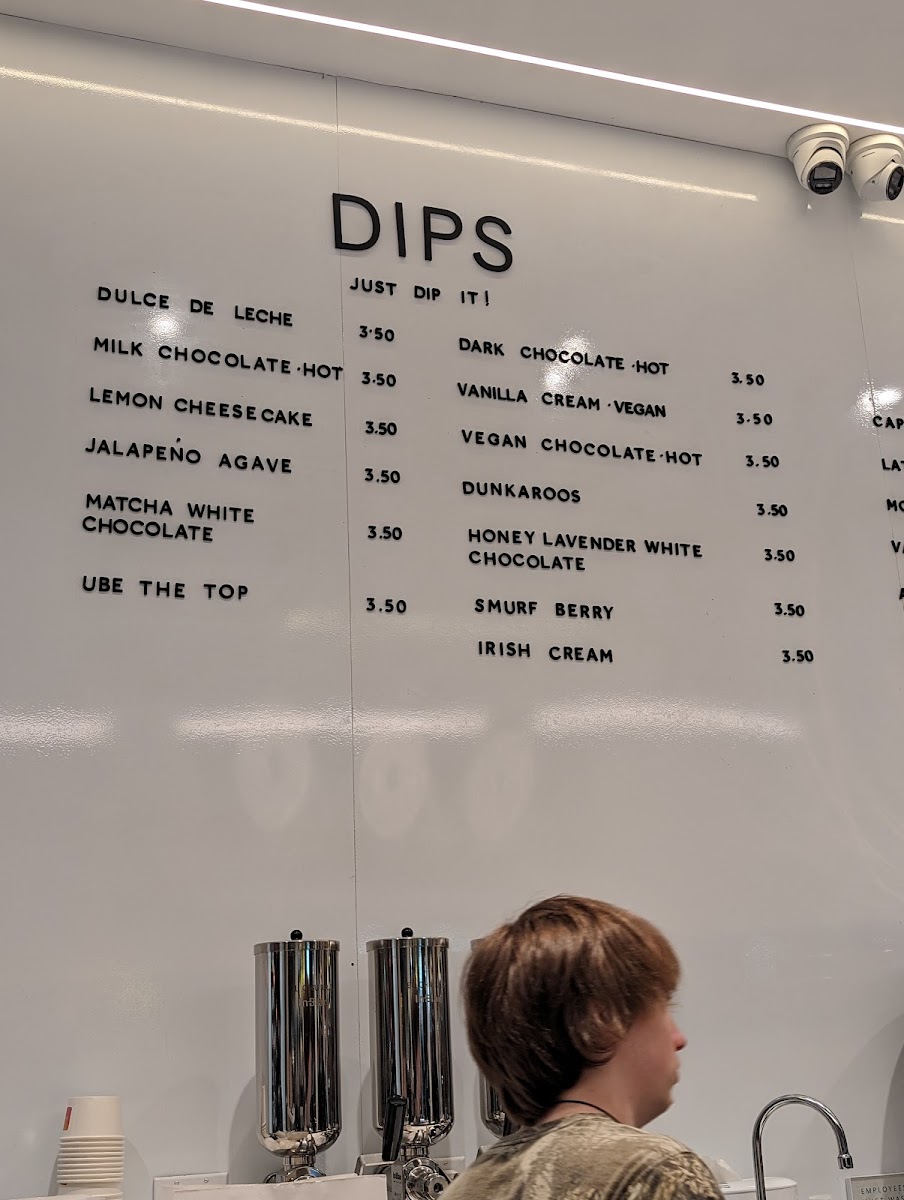 DIPS
JUST DIP IT!
DULCE DE LECHE 3.50
MILK CHOCOLATE·HOT 3.50
LEMON CHEESECAKE 3.50
JALAPEÑO AGAVE 3.50
MATCHA WHITE
CHOCOLATE 3.50
UBE THE TOP 3.50
DARK CHOCOLATE·HOT 3.50
VANILLA CREAM·VEGAN 3.50
VEGAN CHOCOLATE·HOT 3.50
DUNKAROOS 3.50
HONEY LAVENDER WHITE 3.50
CHOCOLATE
SMURF BERRY 3.50
IRISH CREAM 3.50
CAP
LAT
MO